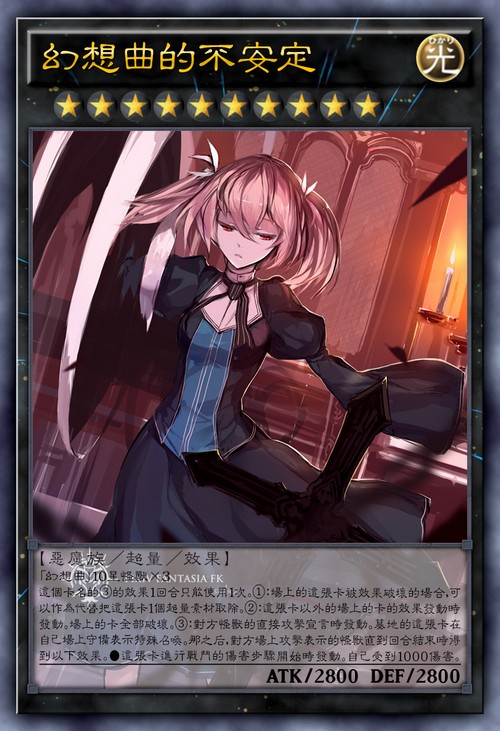 幻想曲的不安定
ひかり
光
【惡魔族／超量／效果】
「幻想曲」10星怪獸×3
FANTASIA FK
這個卡名的③的效果1回合只能使用1次。①:場上的這張卡被效果破壞的場合,可
以作為代替把這張卡1個超量素材取除。②:這張卡以外的場上的卡的效果發動時
發動。場上的卡全部破壞。③:對方怪獸的直接攻擊宣言時發動。墓地的這張卡在
自己場上守備表示特殊召喚。那之後,對方場上攻擊表示的怪獸直到回合結束時得
到以下效果。●這張卡進行戰鬥的傷害步驟開始時發動。自己受到1000傷害。
ATK/2800 DEF/2800